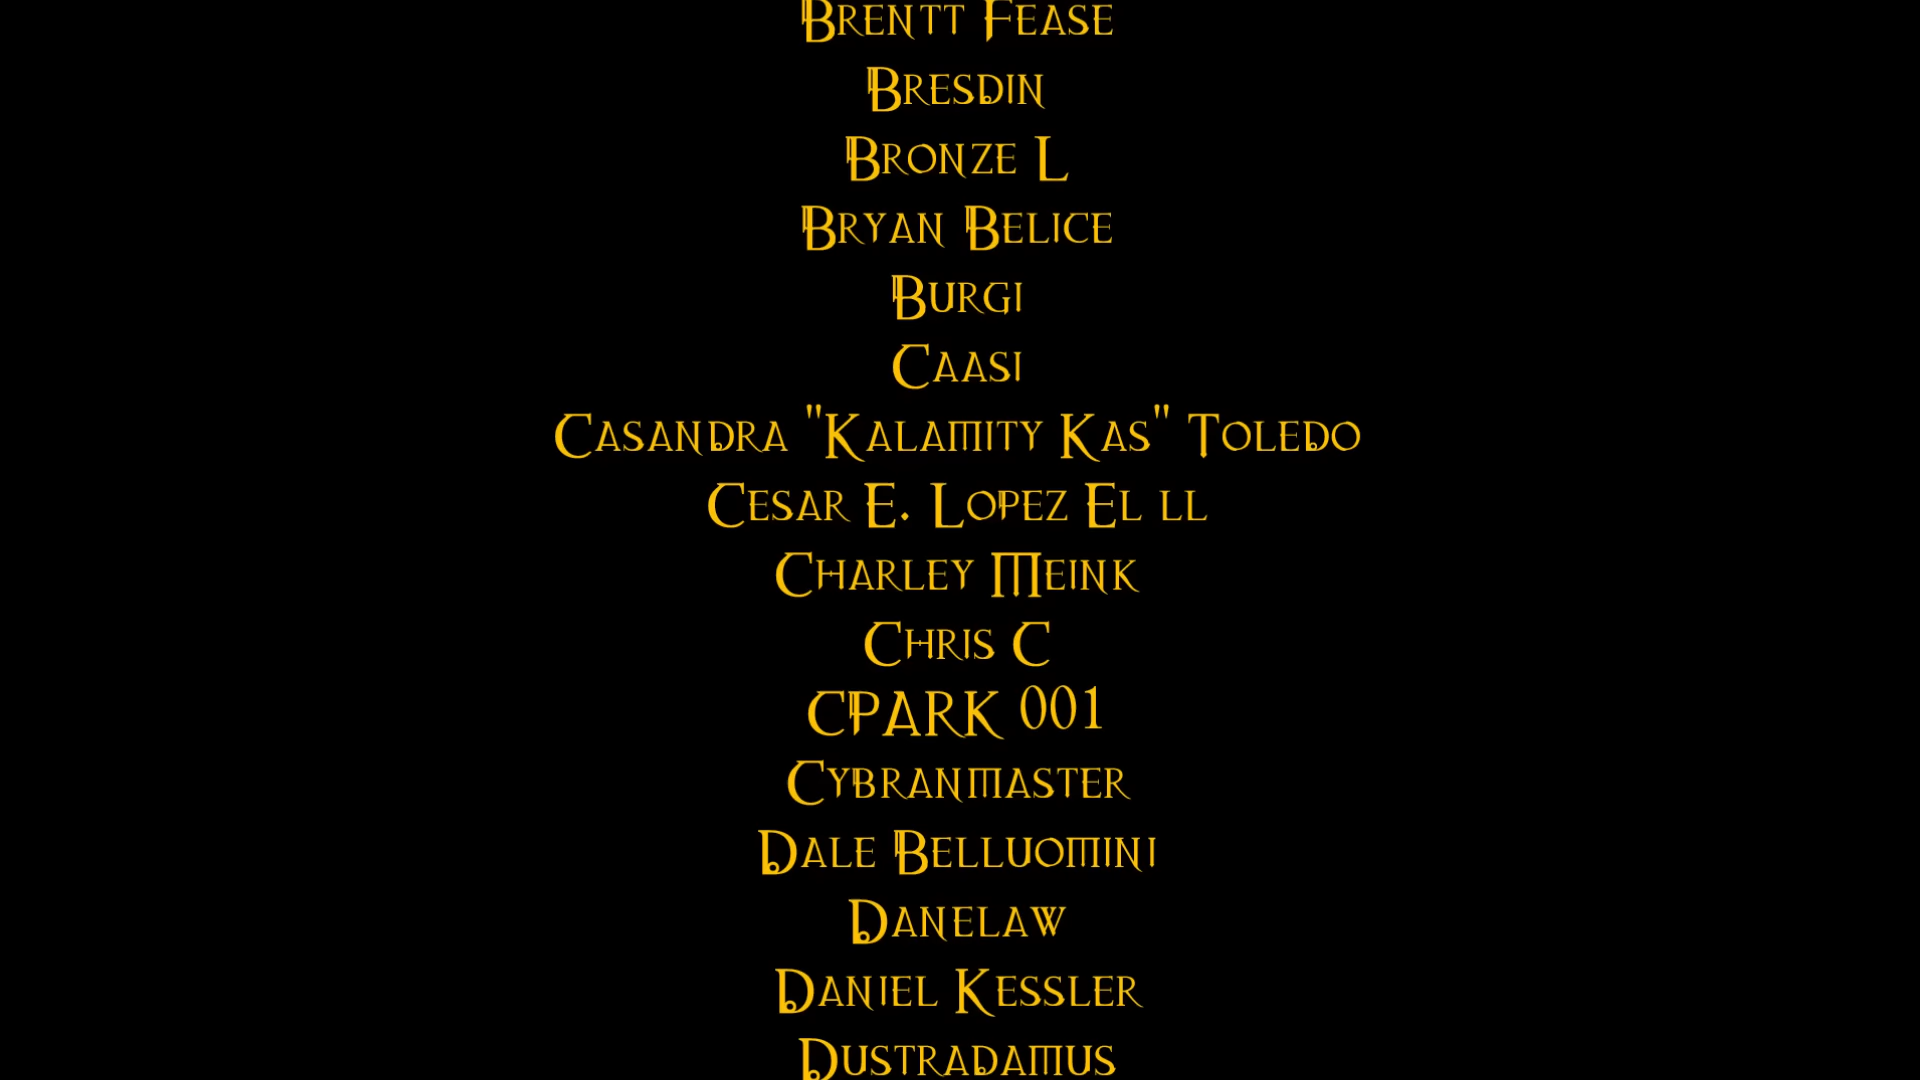 Brentt Fease
Bresdin
Bronze L
Bryan Belice
Burgi
Caasi
Casandra "Kalamity Kas" Toledo
Cesar E. Lopez El ll
Charley Meink
Chris C
CPARK 001
Cybranmaster
Dale Belluomini
Danelaw
Daniel Kessler
Dustradamus